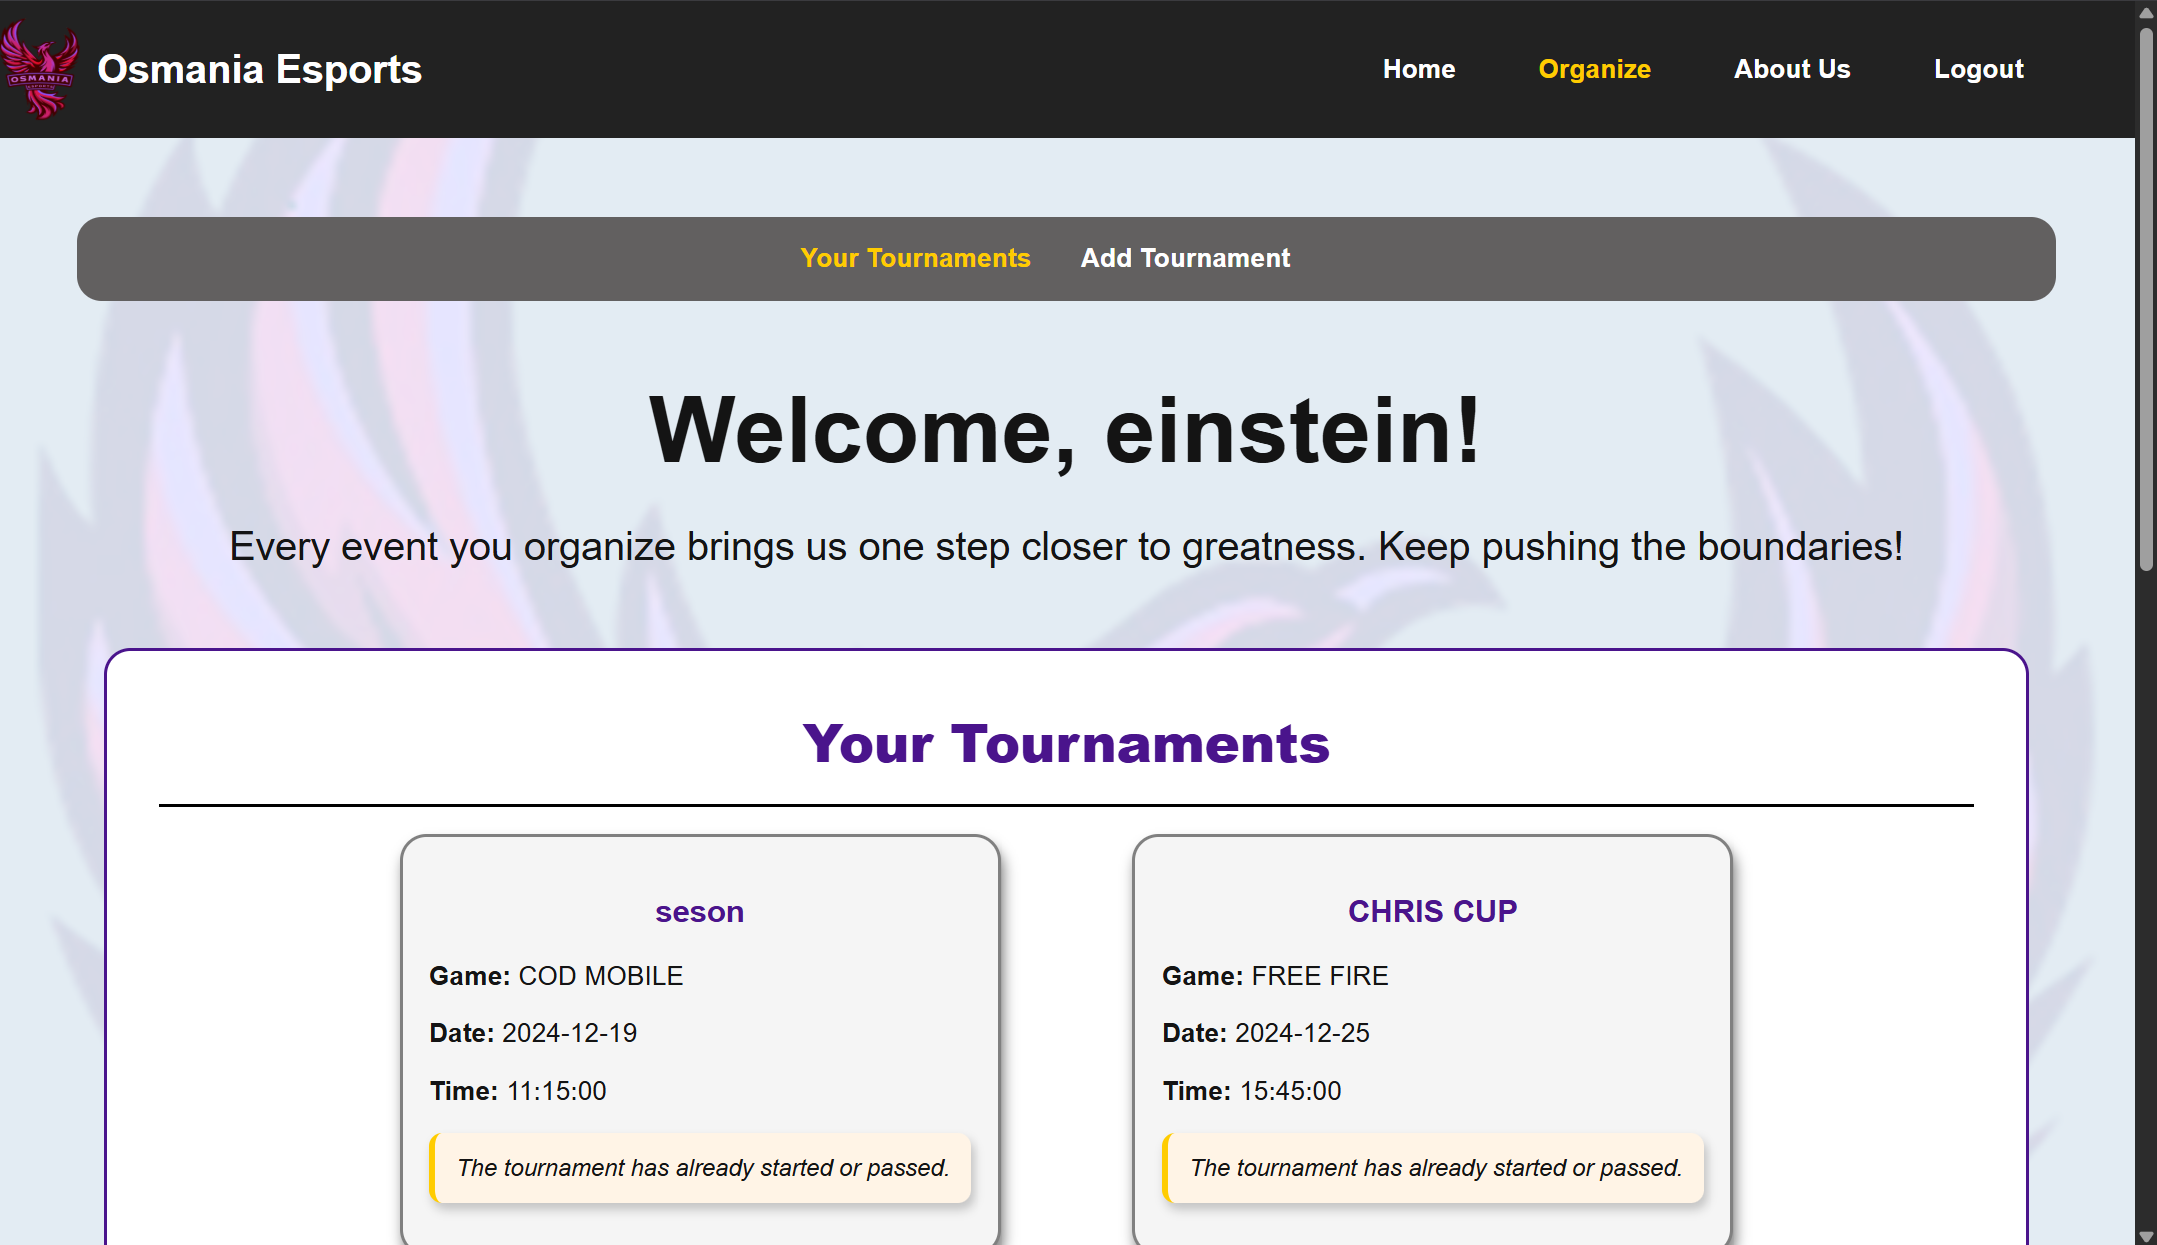 OSMANIA
Osmania Esports
Home Organize About Us Logout
Your Tournaments Add Tournament
Welcome, einstein!
Every event you organize brings us one step closer to greatness. Keep pushing the boundaries!
Your Tournaments
seson
Game: COD MOBILE
Date: 2024-12-19
Time: 11:15:00
The tournament has already started or passed.
CHRIS CUP
Game: FREE FIRE
Date: 2024-12-25
Time: 15:45:00
The tournament has already started or passed.